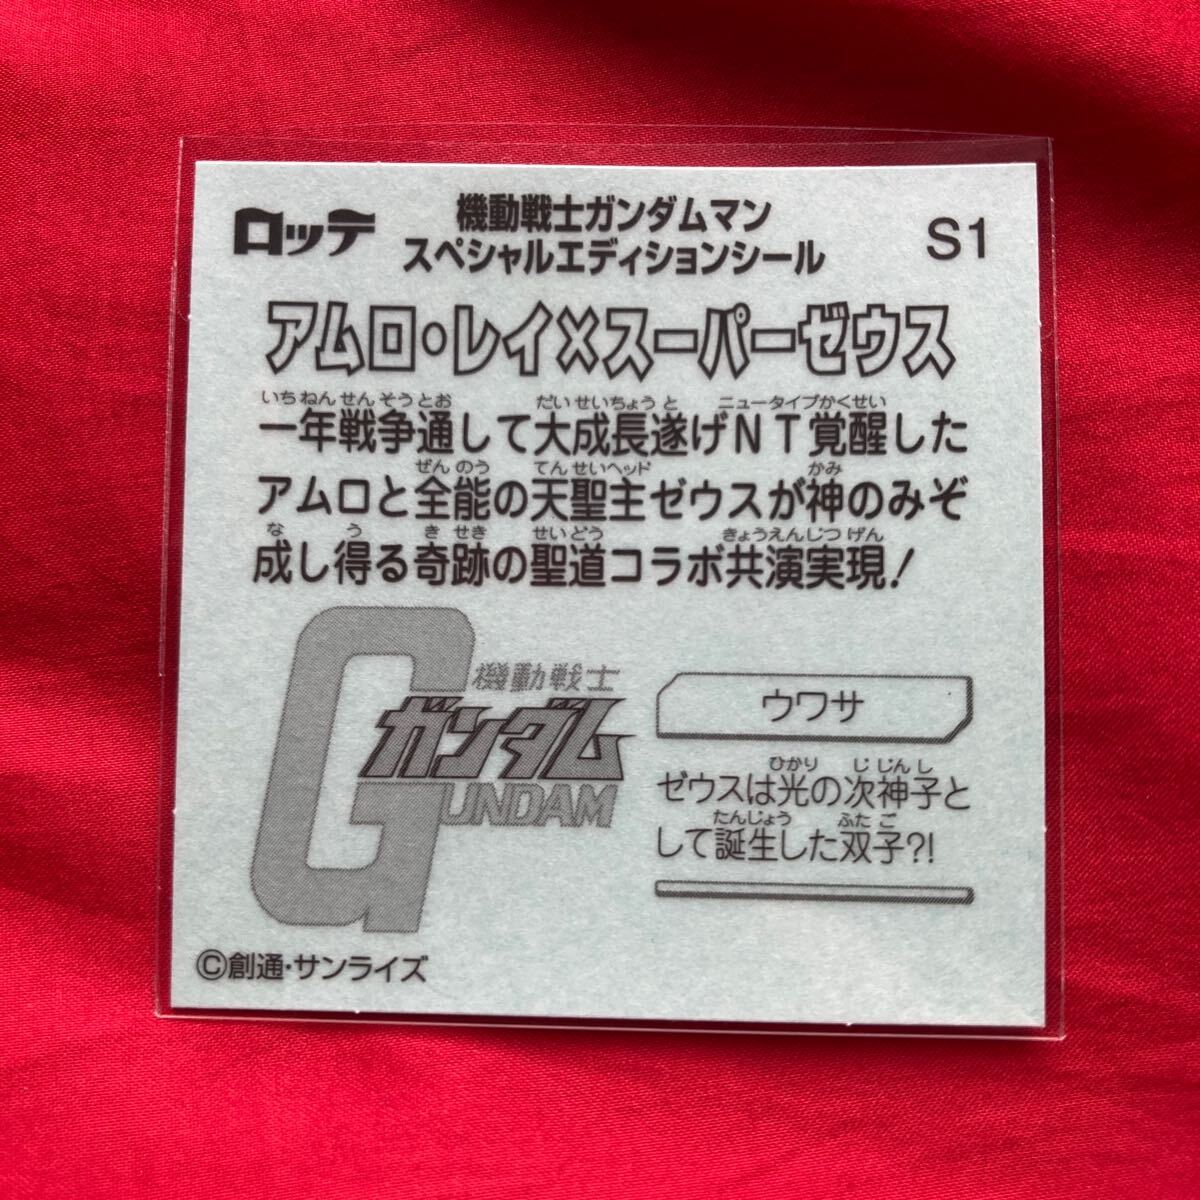 ロッテ
機動戦士ガンダムマン
スペシャルエディションシール
S1
アムロ・レイ×スーパーゼウス
いちねんせんそうとお だいせいちょうと ニュータイプかくせい
一年戦争通して大成長遂げNT覚醒した
ぜんのう てんせいヘッド かみ
アムロと全能の天聖主ゼウスが神のみぞ
な う きせき せいどう きょうえんじつげん
成し得る奇跡の聖道コラボ共演実現!
機動戦士
ガンダム
GUNDAM
ウワサ
ひかり じじんし
ゼウスは光の次神子と
たんじょう ふたご
して誕生した双子?!
©創通・サンライズ